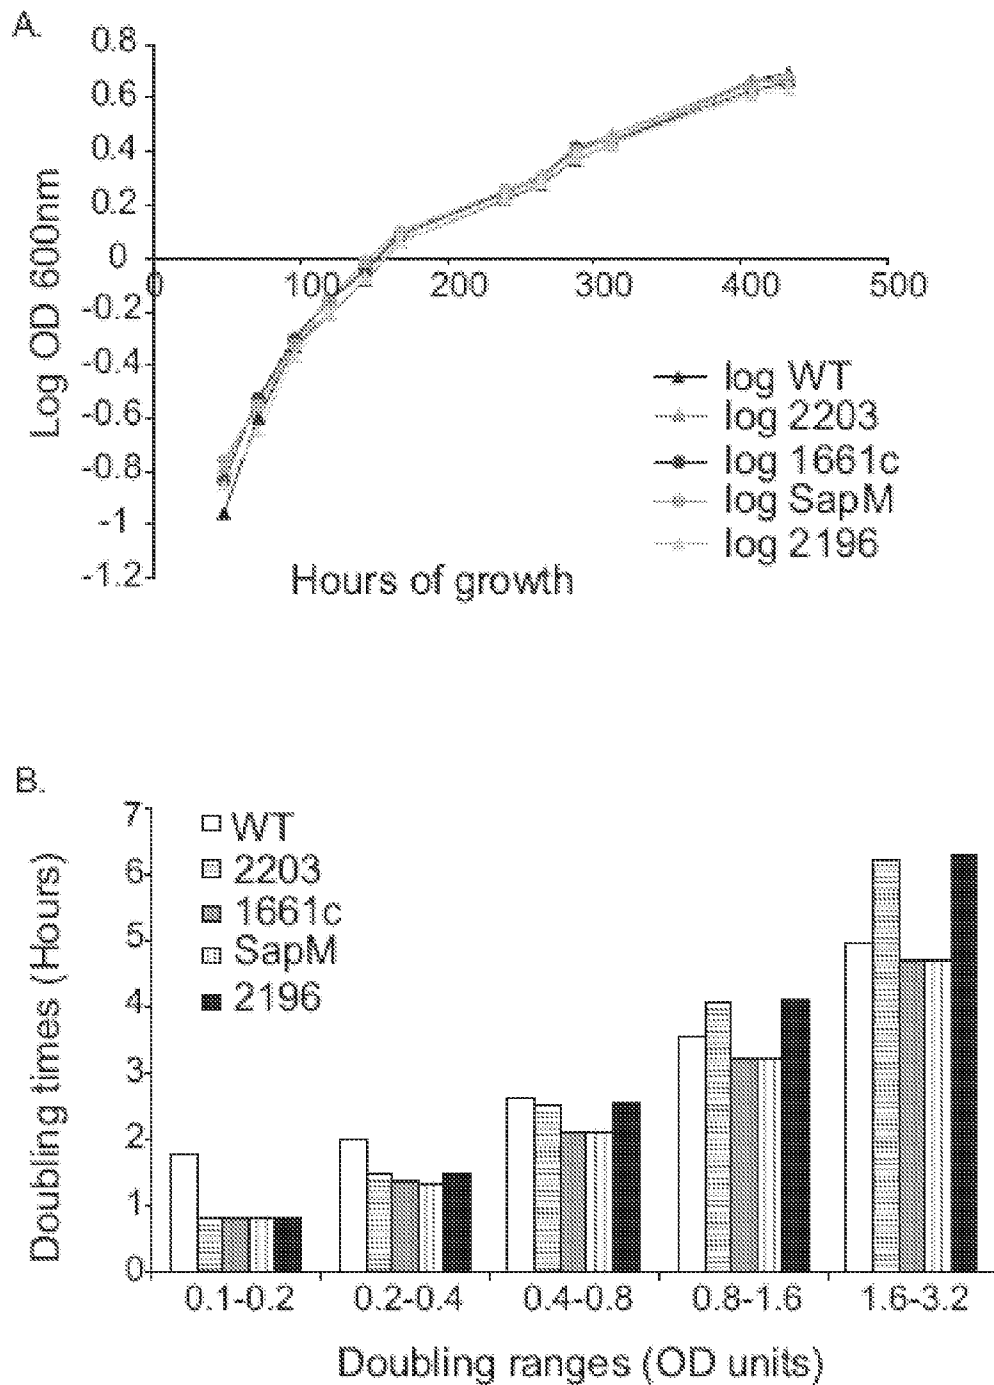 A.
0.8
0.6
0.4
0.2
0
-0.2
-0.4
-0.6
-0.8
-1
-1.2
Log OD 600nm
0 100 200 300 400 500
Hours of growth
log WT
log 2203
log 1661c
log SapM
log 2196
B.
7
6
5
4
3
2
1
0
Doubling times (Hours)
WT
2203
1661c
SapM
2196
0.1-0.2 0.2-0.4 0.4-0.8 0.8-1.6 1.6-3.2
Doubling ranges (OD units)